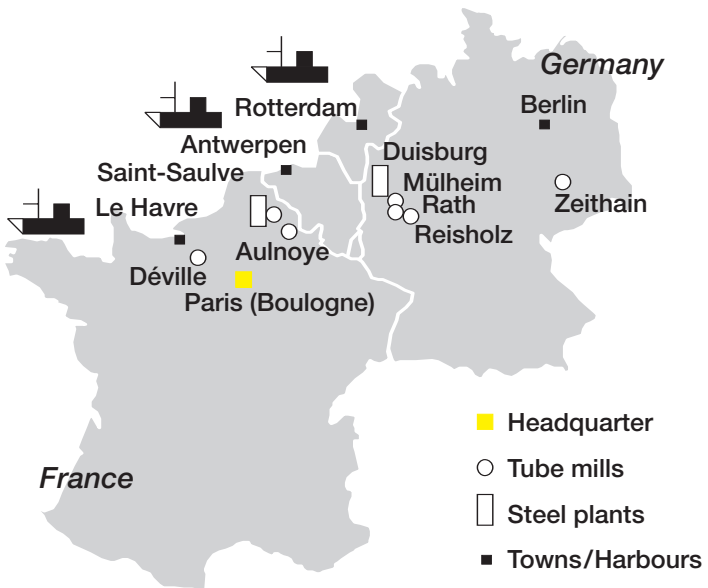 Germany
Rotterdam
Berlin
Antwerpen
Duisburg
Saint-Saulve
Mülheim
Le Havre
Rath
Zeithain
Reisholz
Aulnoye
Déville
Paris (Boulogne)
Headquarter
France
Tube mills
Steel plants
Towns/Harbours